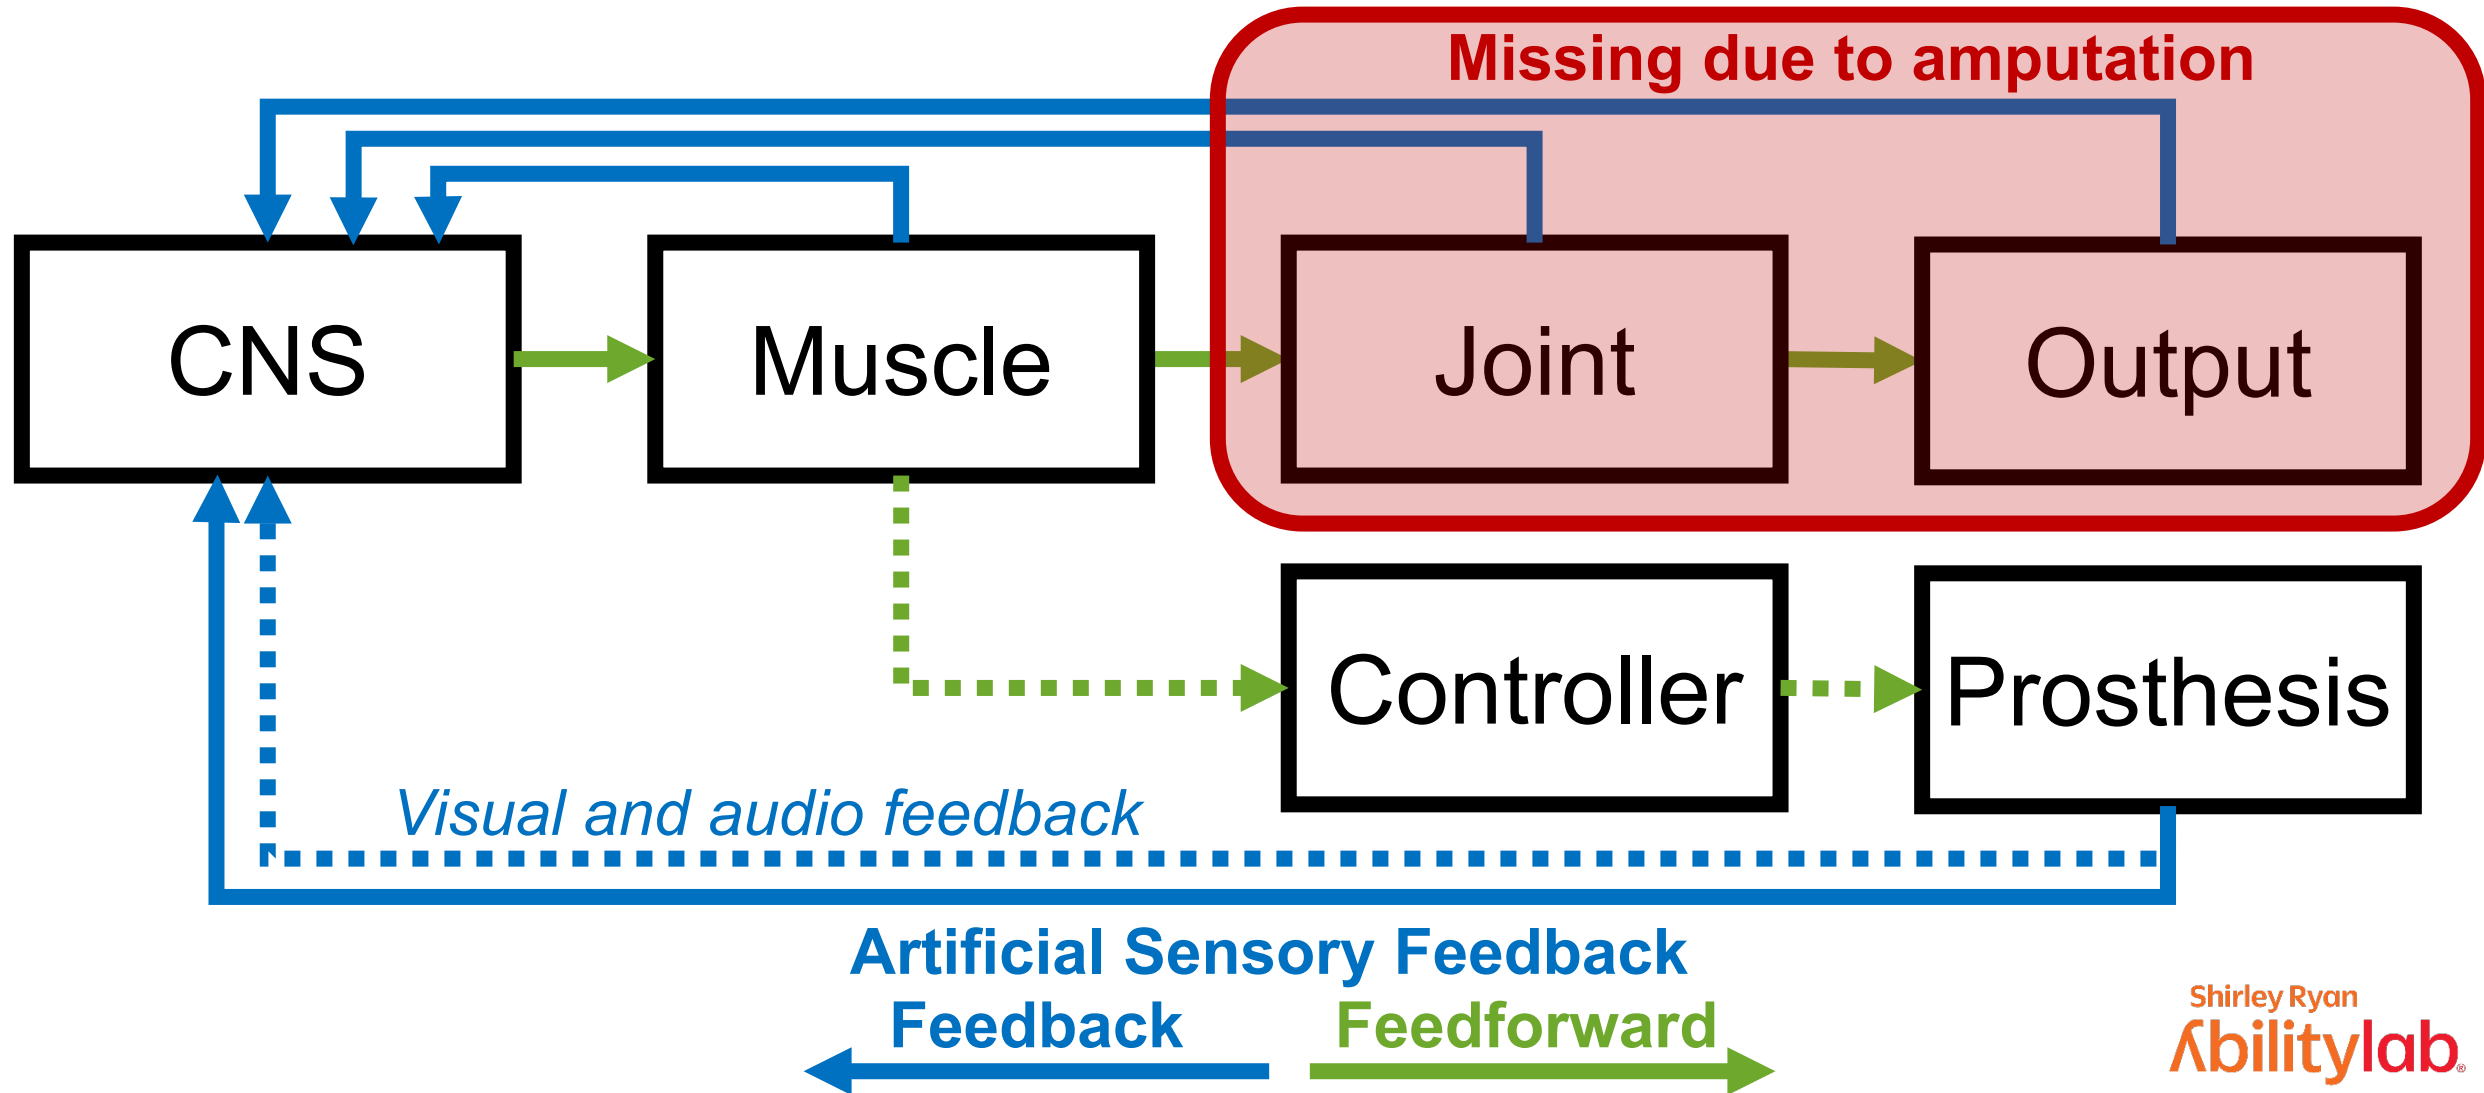 Missing due to amputation
CNS
Muscle
Joint
Output
Controller
Prosthesis
Visual and audio feedback
Artificial Sensory Feedback
Feedback
Feedforward
Shirley Ryan
Abilitylab®